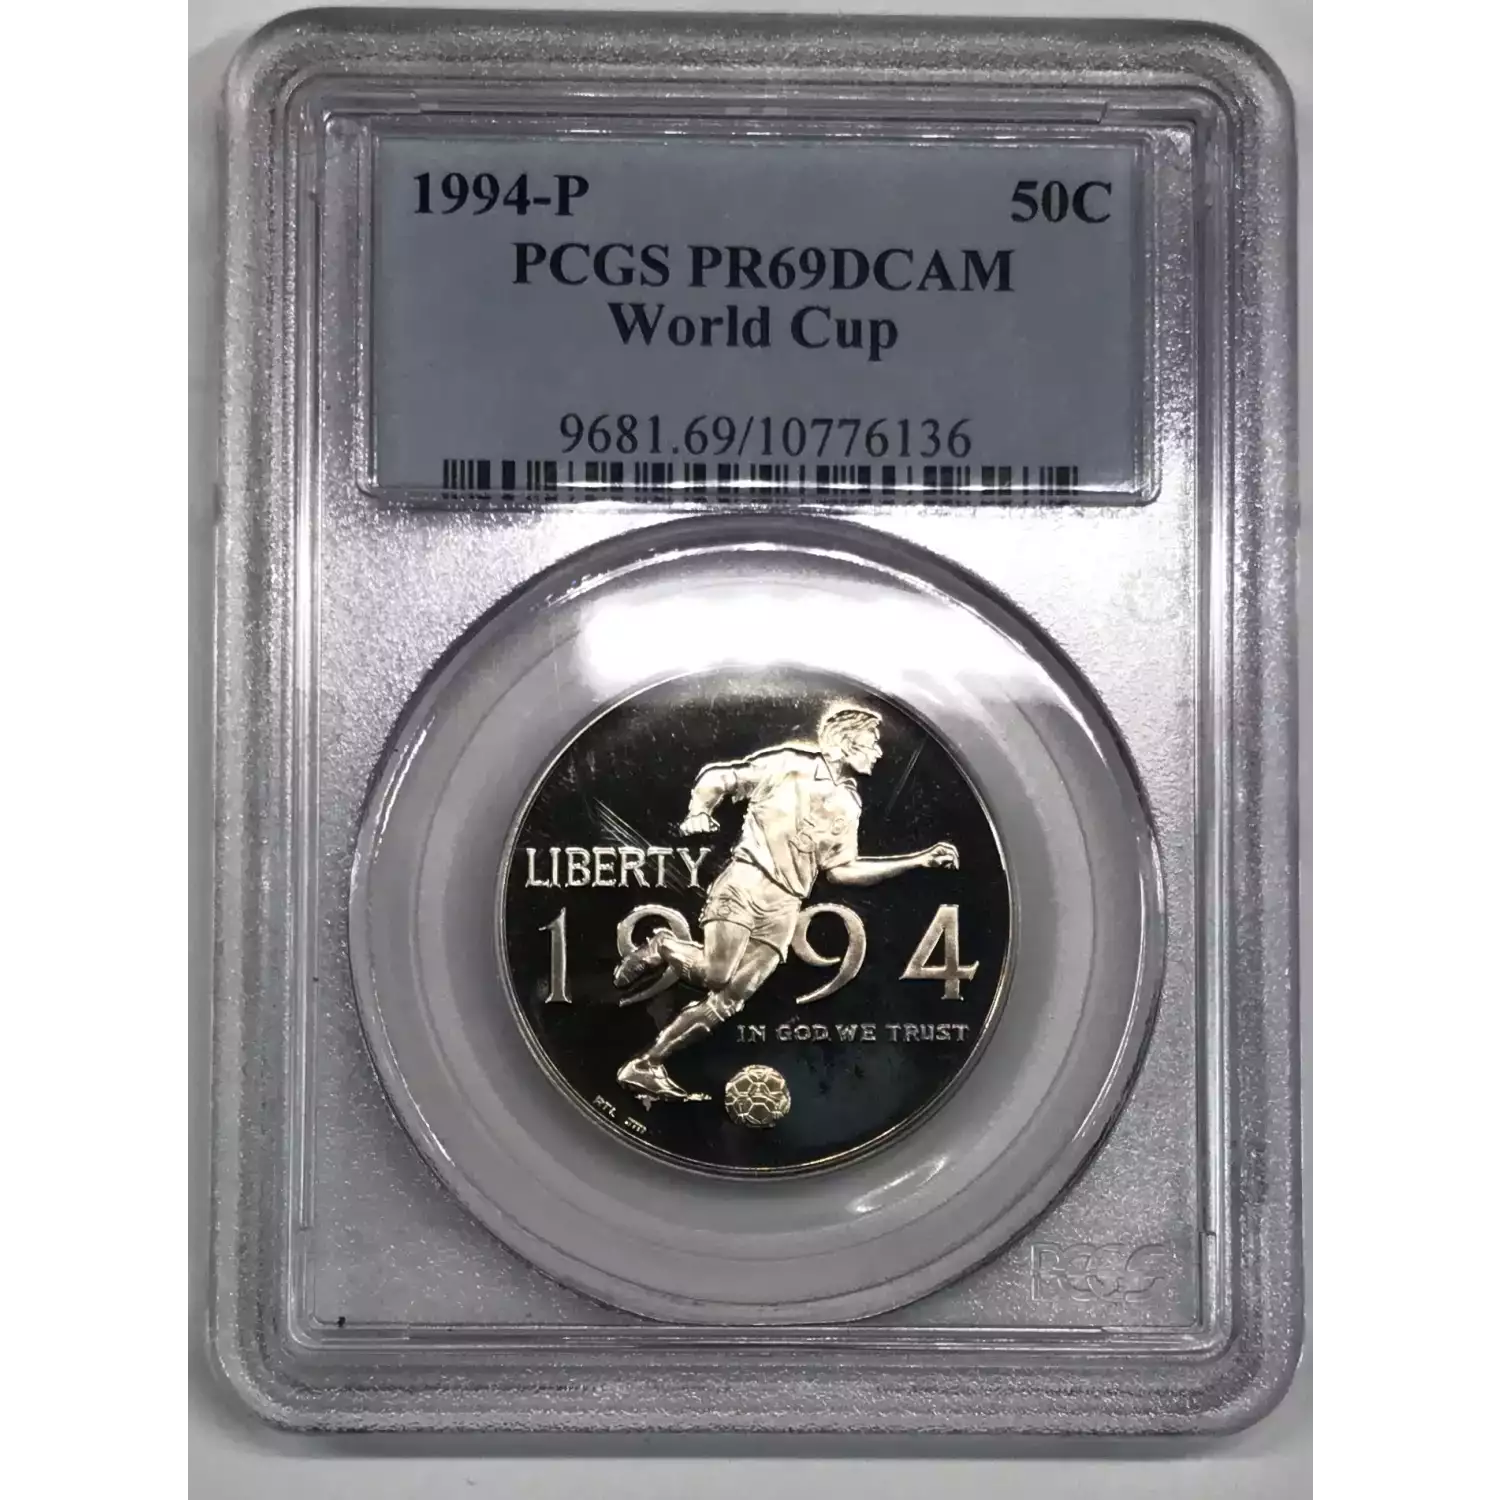 1994-P 50C
PCGS PR69DCAM
World Cup
9681.69/10776136
LIBERTY
1994
IN GOD WE TRUST
PCGS